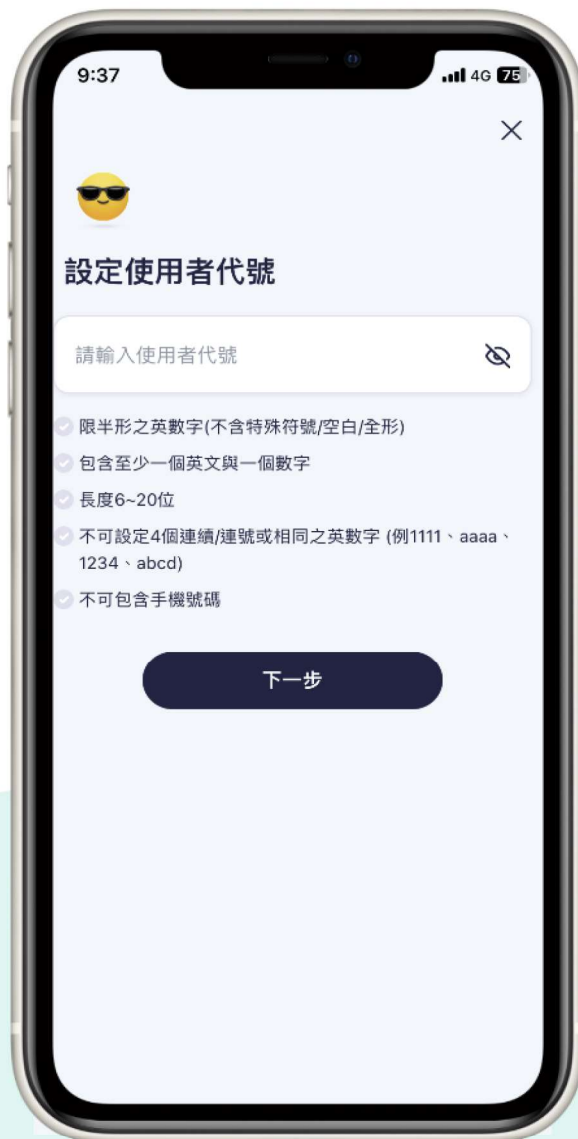 9:37
4G 75
設定使用者代號
請輸入使用者代號
限半形之英數字(不含特殊符號/空白/全形)
包含至少一個英文與一個數字
長度6~20位
不可設定4個連續/連號或相同之英數字 (例1111、aaaa、
1234、abcd)
不可包含手機號碼
下一步